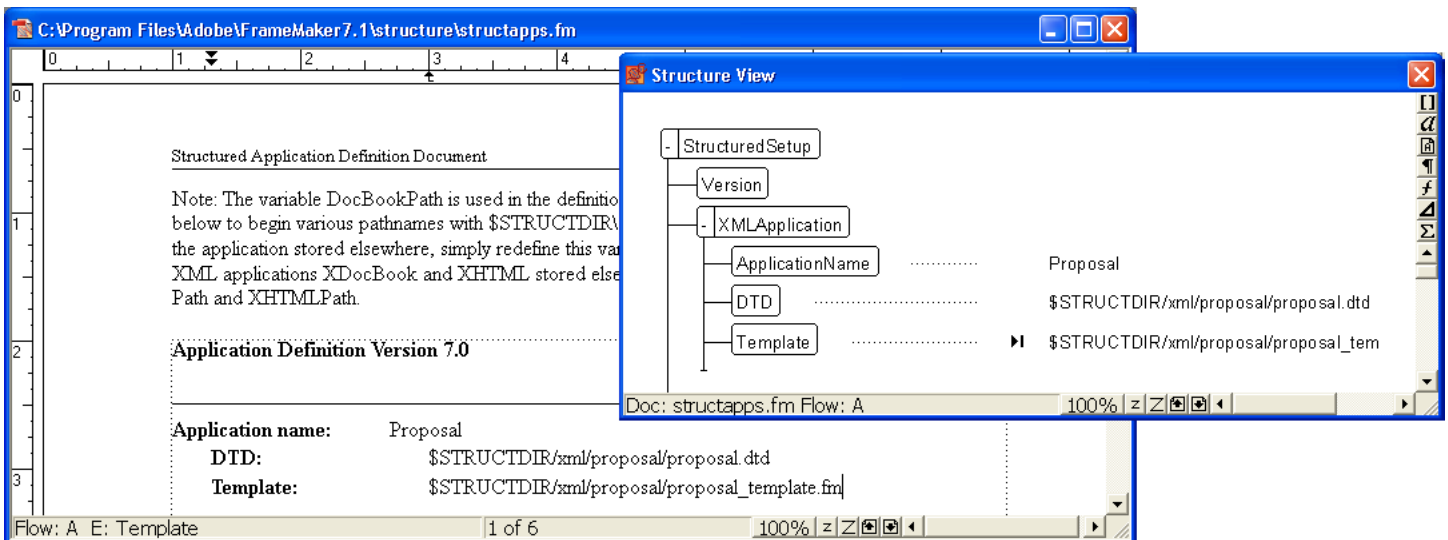 C:\Program Files\Adobe\FrameMaker7.1\structure\structapps.fm
0 1 2 3 4
0
1
2
3
Structured Application Definition Document
Note: The variable DocBookPath is used in the definitio
below to begin various pathnames with $STRUCTDIR\
the application stored elsewhere, simply redefine this va
XML applications XDocBook and XHTML stored else
Path and XHTMLPath.
Application Definition Version 7.0
Application name: Proposal
DTD: $STRUCTDIR/xml/proposal/proposal.dtd
Template: $STRUCTDIR/xml/proposal/proposal_template.fm
Flow: A E: Template 1 of 6 100% z Z
Structure View
StructuredSetup
Version
XMLApplication
ApplicationName Proposal
DTD $STRUCTDIR/xml/proposal/proposal.dtd
Template $STRUCTDIR/xml/proposal/proposal_tem
Doc: structapps.fm Flow: A 100% z Z